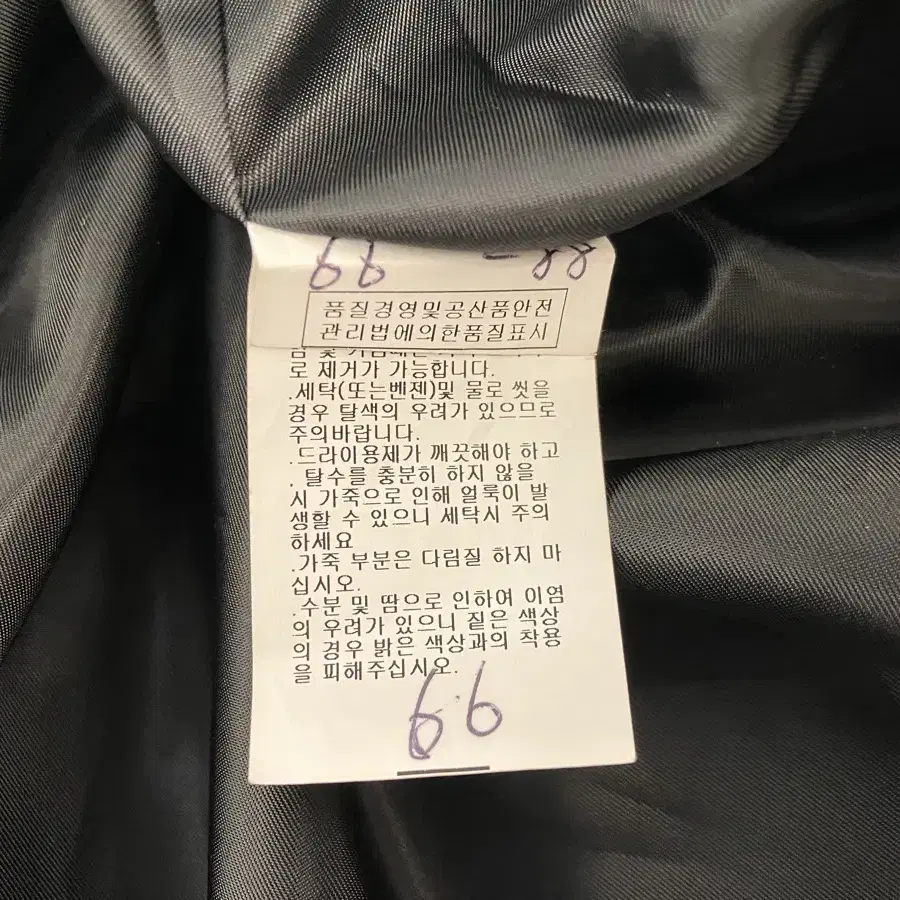 66 - 88
품질경영및공산품안전
관리법에의한품질표시
로 제거가 가능합니다.
.세탁(또는벤젠)및 물로 씻을
경우 탈색의 우려가 있으므로
주의바랍니다.
.드라이용제가 깨끗해야 하고
. 탈수를 충분히 하지 않을
시 가죽으로 인해 얼룩이 발
생할 수 있으니 세탁시 주의
하세요
.가죽 부분은 다림질 하지 마
십시오.
.수분 및 땀으로 인하여 이염
의 우려가 있으니 짙은 색상
의 경우 밝은 색상과의 착용
을 피해주십시오.